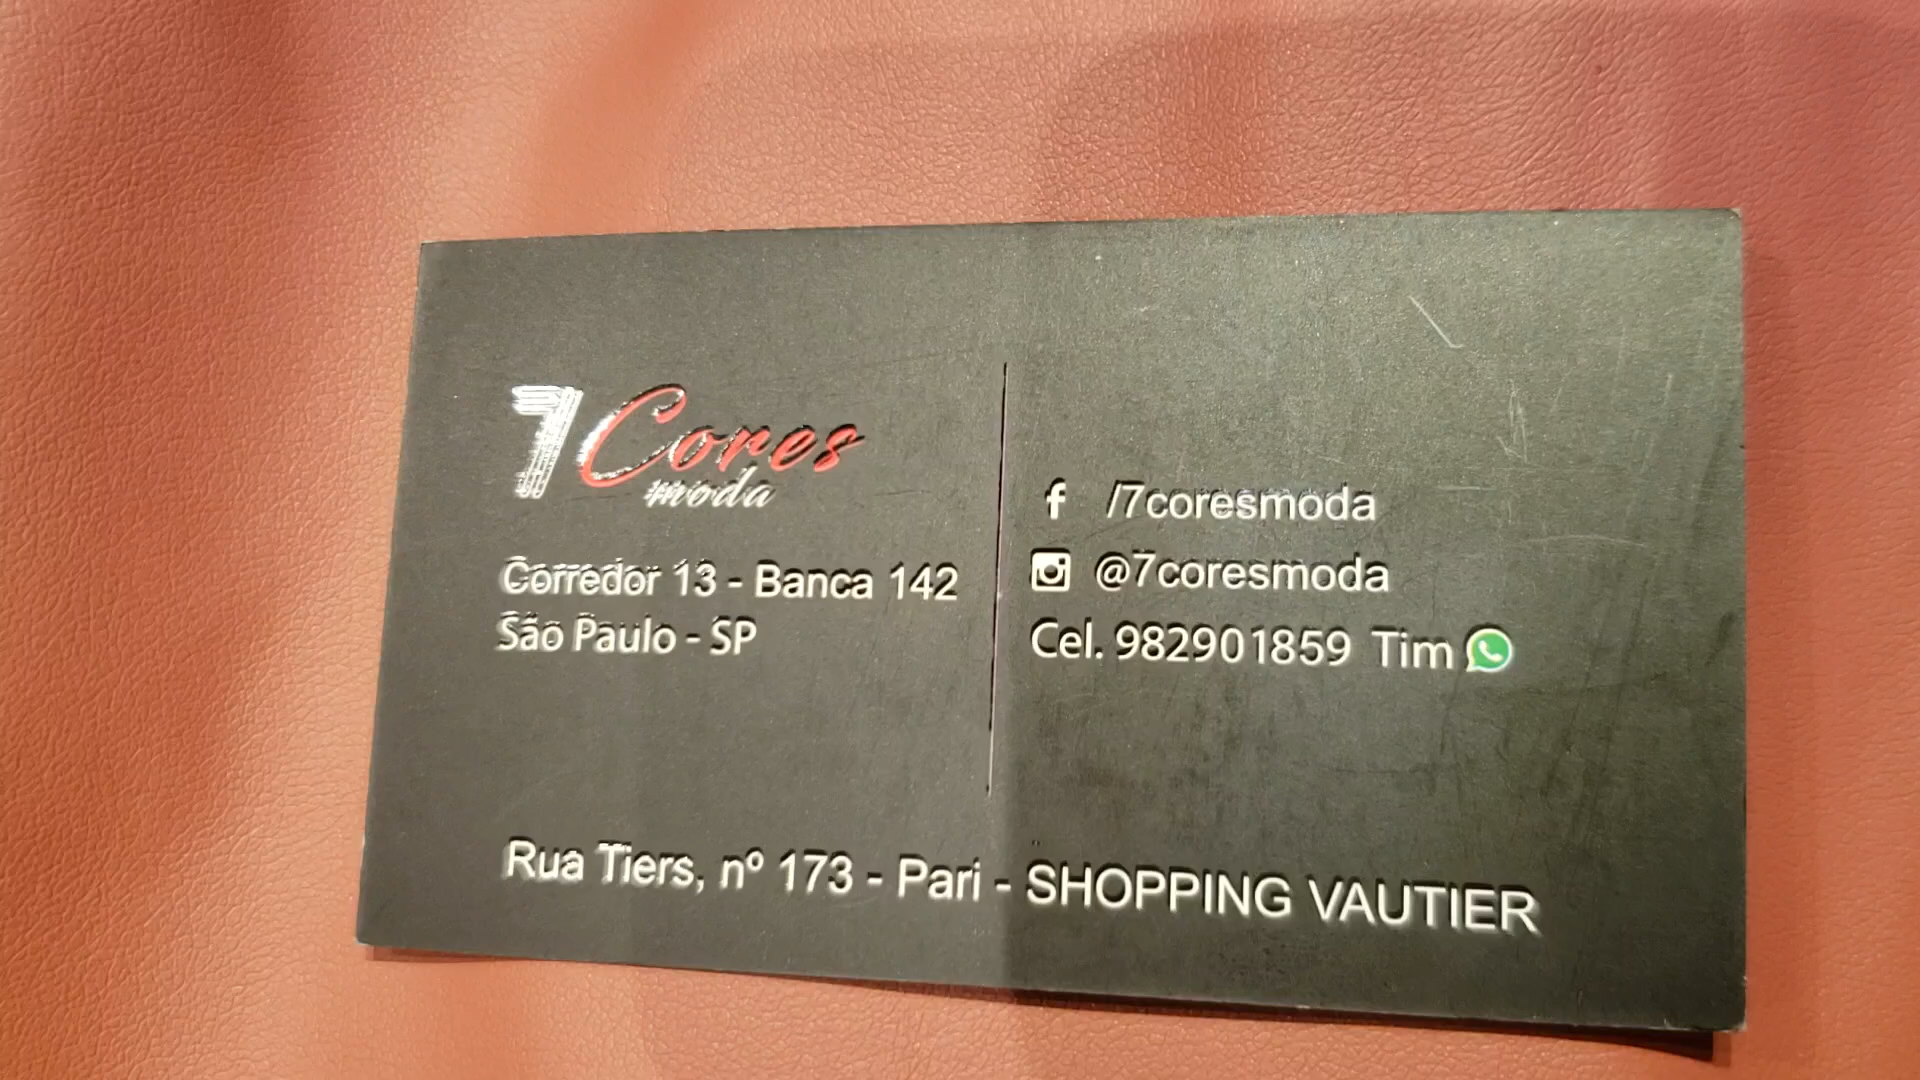 7 Cores
moda
Corredor 13 - Banca 142
São Paulo - SP
/7coresmoda
@7coresmoda
Cel. 982901859 Tim
Rua Tiers, nº 173 - Pari - SHOPPING VAUTIER